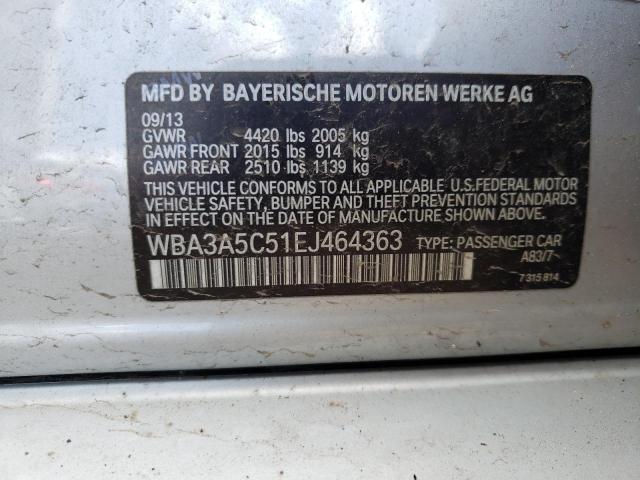 MFD BY BAYERISCHE MOTOREN WERKE AG
09/13
GVWR 4420 lbs 2005 kg
GAWR FRONT 2015 lbs 914 kg
GAWR REAR 2510 lbs 1139 kg
THIS VEHICLE CONFORMS TO ALL APPLICABLE U.S.FEDERAL MOTOR
VEHICLE SAFETY, BUMPER AND THEFT PREVENTION STANDARDS
IN EFFECT ON THE DATE OF MANUFACTURE SHOWN ABOVE.
WBA3A5C51EJ464363 TYPE: PASSENGER CAR
A83/7
7 315 814